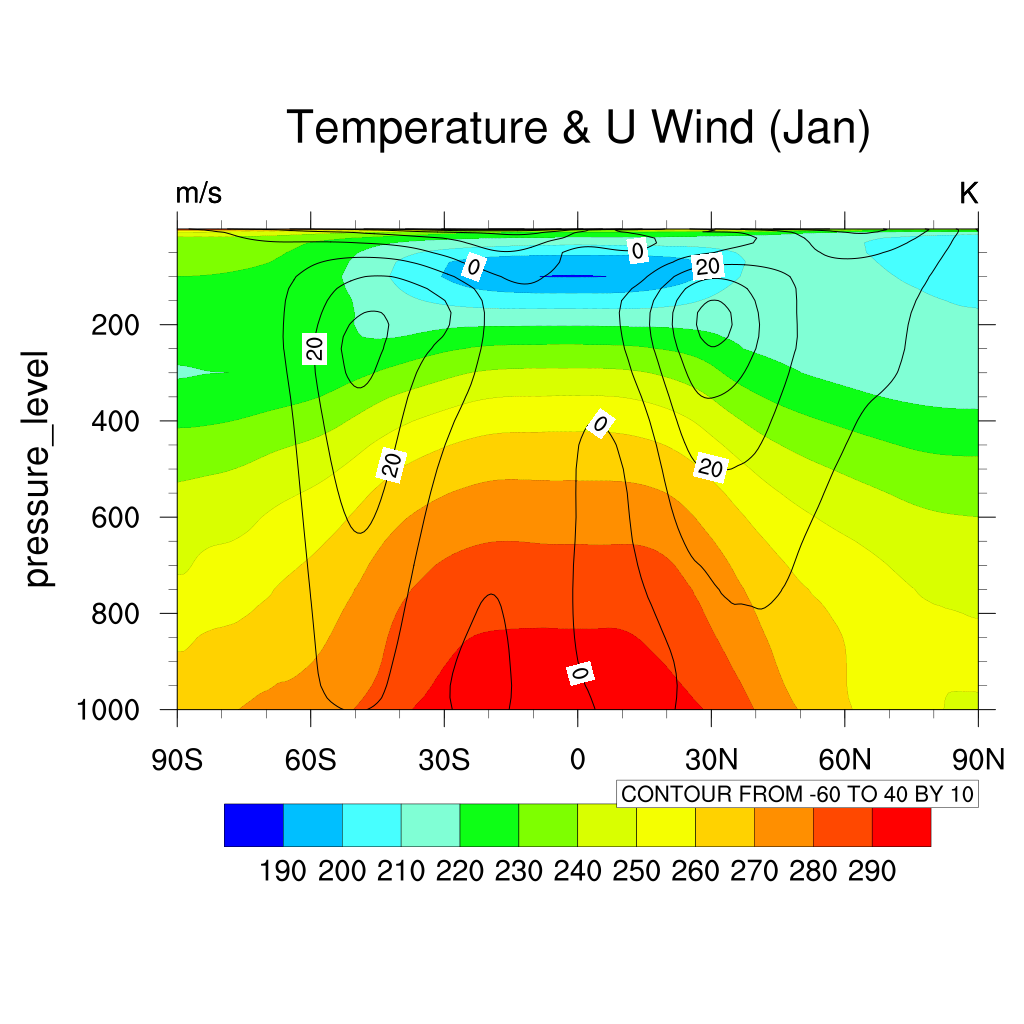 Temperature & U Wind (Jan)
m/s K
pressure_level
0 0 20
200
20
400
0
20 20
600
800
0
1000
90S 60S 30S 0 30N 60N 90N
CONTOUR FROM -60 TO 40 BY 10
190 200 210 220 230 240 250 260 270 280 290